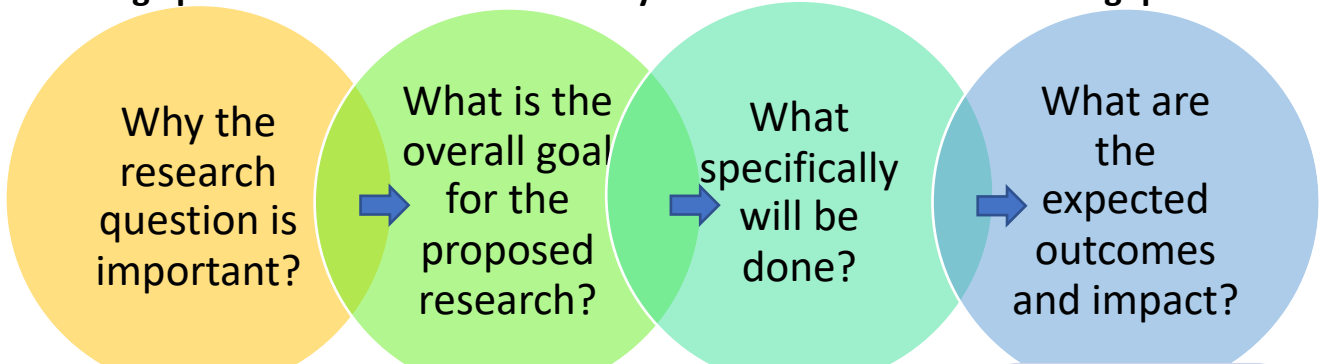 Why the
research
question is
important?
What is the
overall goal
for the
proposed
research?
What
specifically
will be
done?
What are
the
expected
outcomes
and impact?